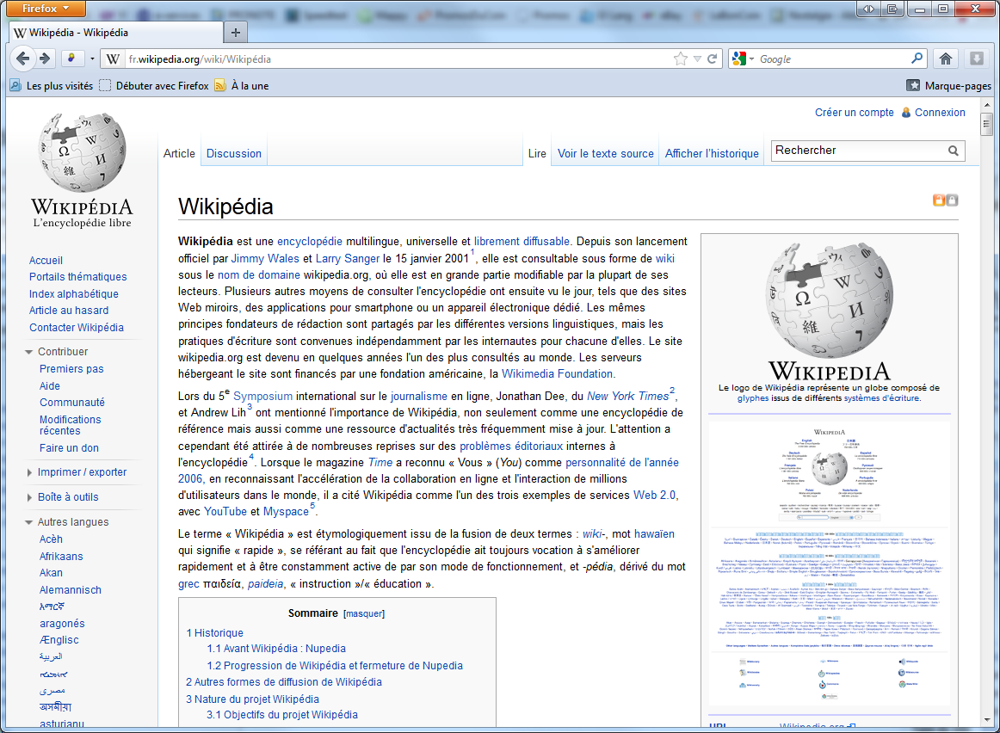 Firefox
Wikipédia - Wikipédia
fr.wikipedia.org/wiki/Wikipédia
Google
Les plus visités
Débuter avec Firefox
À la une
Marque-pages
Créer un compte
Connexion
WIKIPÉDIA
L'encyclopédie libre
Article
Discussion
Lire
Voir le texte source
Afficher l'historique
Rechercher
Accueil
Portails thématiques
Index alphabétique
Article au hasard
Contacter Wikipédia
Contribuer
Premiers pas
Aide
Communauté
Modifications
récentes
Faire un don
Imprimer / exporter
Boîte à outils
Autres langues
Acèh
Afrikaans
Akan
Alemannisch
አማርኛ
aragonés
Ænglisc
العربية
ܐܪܡܝܐ
مصرى
অসমীয়া
asturianu
Wikipédia
Wikipédia est une encyclopédie multilingue, universelle et librement diffusable. Depuis son lancement
officiel par Jimmy Wales et Larry Sanger le 15 janvier 20011, elle est consultable sous forme de wiki
sous le nom de domaine wikipedia.org, où elle est en grande partie modifiable par la plupart de ses
lecteurs. Plusieurs autres moyens de consulter l'encyclopédie ont ensuite vu le jour, tels que des sites
Web miroirs, des applications pour smartphone ou un appareil électronique dédié. Les mêmes
principes fondateurs de rédaction sont partagés par les différentes versions linguistiques, mais les
pratiques d'écriture sont convenues indépendamment par les internautes pour chacune d'elles. Le site
wikipedia.org est devenu en quelques années l'un des plus consultés au monde. Les serveurs
hébergeant le site sont financés par une fondation américaine, la Wikimedia Foundation.
Lors du 5e Symposium international sur le journalisme en ligne, Jonathan Dee, du New York Times2,
et Andrew Lih3 ont mentionné l'importance de Wikipédia, non seulement comme une encyclopédie de
référence mais aussi comme une ressource d'actualités très fréquemment mise à jour. L'attention a
cependant été attirée à de nombreuses reprises sur des problèmes éditoriaux internes à
l'encyclopédie4. Lorsque le magazine Time a reconnu « Vous » (You) comme personnalité de l'année
2006, en reconnaissant l'accélération de la collaboration en ligne et l'interaction de millions
d'utilisateurs dans le monde, il a cité Wikipédia comme l'un des trois exemples de services Web 2.0,
avec YouTube et Myspace5.
Le terme « Wikipédia » est étymologiquement issu de la fusion de deux termes : wiki-, mot hawaïen
qui signifie « rapide », se référant au fait que l'encyclopédie ait toujours vocation à s'améliorer
rapidement et à être constamment active de par son mode de fonctionnement, et -pédia, dérivé du mot
grec παιδεία, paideia, « instruction »/« éducation ».
Sommaire [masquer]
1 Historique
1.1 Avant Wikipédia : Nupedia
1.2 Progression de Wikipédia et fermeture de Nupedia
2 Autres formes de diffusion de Wikipédia
3 Nature du projet Wikipédia
3.1 Objectifs du projet Wikipédia
WIKIPEDIA
Le logo de Wikipédia représente un globe composé de
glyphes issus de différents systèmes d'écriture.
WIKIPEDIA
English
Deutsch
Français
Polski
Español
Português
URL
Wikipedia.org